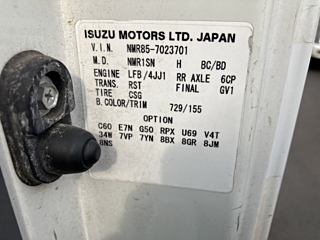 ISUZU MOTORS LTD. JAPAN
V.I.N. NMR85-7023701
M.D. NMR1SN H BC/BD
ENGINE LFB/4JJ1 RR AXLE 6CP
TRANS. RST FINAL GV1
TIRE CSG
B.COLOR/TRIM 729/155
OPTION
C60 E7N G50 RPX U69 V4T
34W 7VP 7YN 8BX 8GR 8JM
8NS